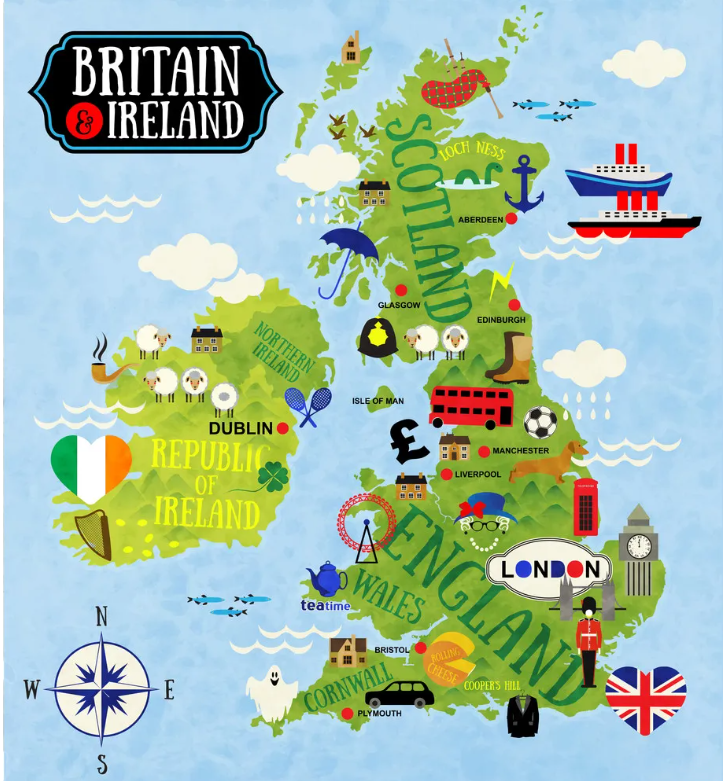 BRITAIN
& IRELAND
SCOTLAND
LOCH NESS
ABERDEEN
GLASGOW
EDINBURGH
NORTHERN
IRELAND
ISLE OF MAN
DUBLIN
REPUBLIC
OF
IRELAND
£
MANCHESTER
LIVERPOOL
ENGLAND
LONDON
WALES
teatime
BRISTOL
ROLLING
CHEESE
COOPER'S HILL
CORNWALL
PLYMOUTH
N
W
E
S